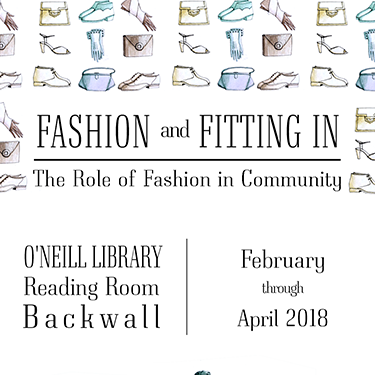 FASHION and FITTING IN
The Role of Fashion in Community
O'NEILL LIBRARY
Reading Room
Backwall
February
through
April 2018